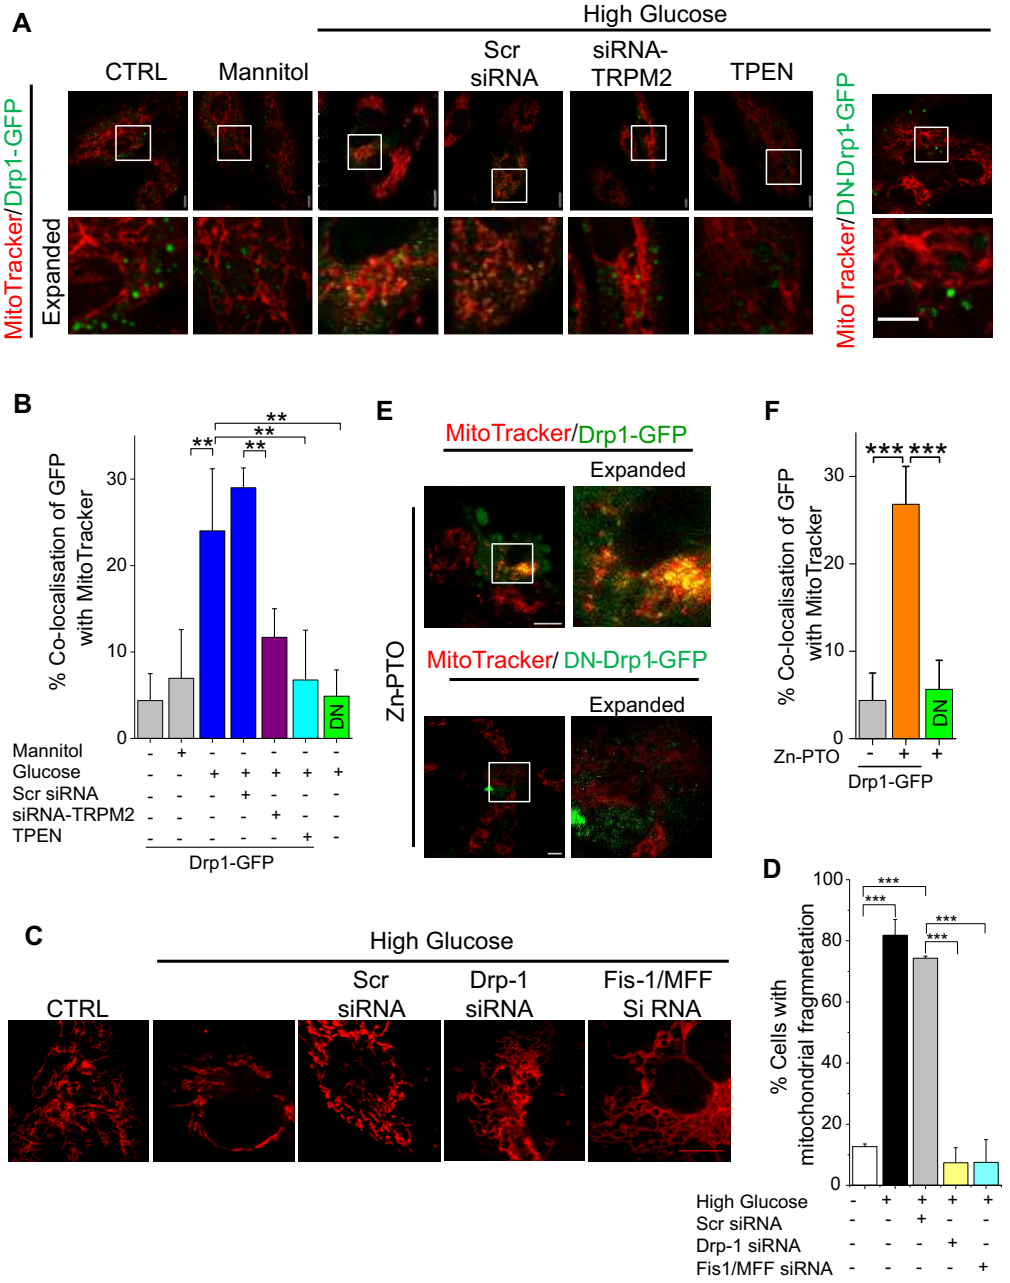 A
High Glucose
CTRL
Mannitol
Scr
siRNA
siRNA-
TRPM2
TPEN
MitoTracker/Drp1-GFP
Expanded
MitoTracker/DN-Drp1-GFP
B
% Co-localisation of GFP
with MitoTracker
30
20
10
0
**
**
**
**
DN
Mannitol - + - - - - -
Glucose - - + + + + +
Scr siRNA - - - + - - -
siRNA-TRPM2 - - - - + - -
TPEN - - - - - + -
Drp1-GFP
E
MitoTracker/Drp1-GFP
Expanded
Zn-PTO
MitoTracker/ DN-Drp1-GFP
Expanded
F
% Co-localisation of GFP
with MitoTracker
30
20
10
0
*** ***
DN
Zn-PTO - + +
Drp1-GFP
C
High Glucose
CTRL
Scr
siRNA
Drp-1
siRNA
Fis-1/MFF
Si RNA
D
% Cells with
mitochondrial fragmnetation
100
80
60
40
20
0
***
***
***
***
High Glucose - + + + +
Scr siRNA - - + - -
Drp-1 siRNA - - - + -
Fis1/MFF siRNA - - - - +